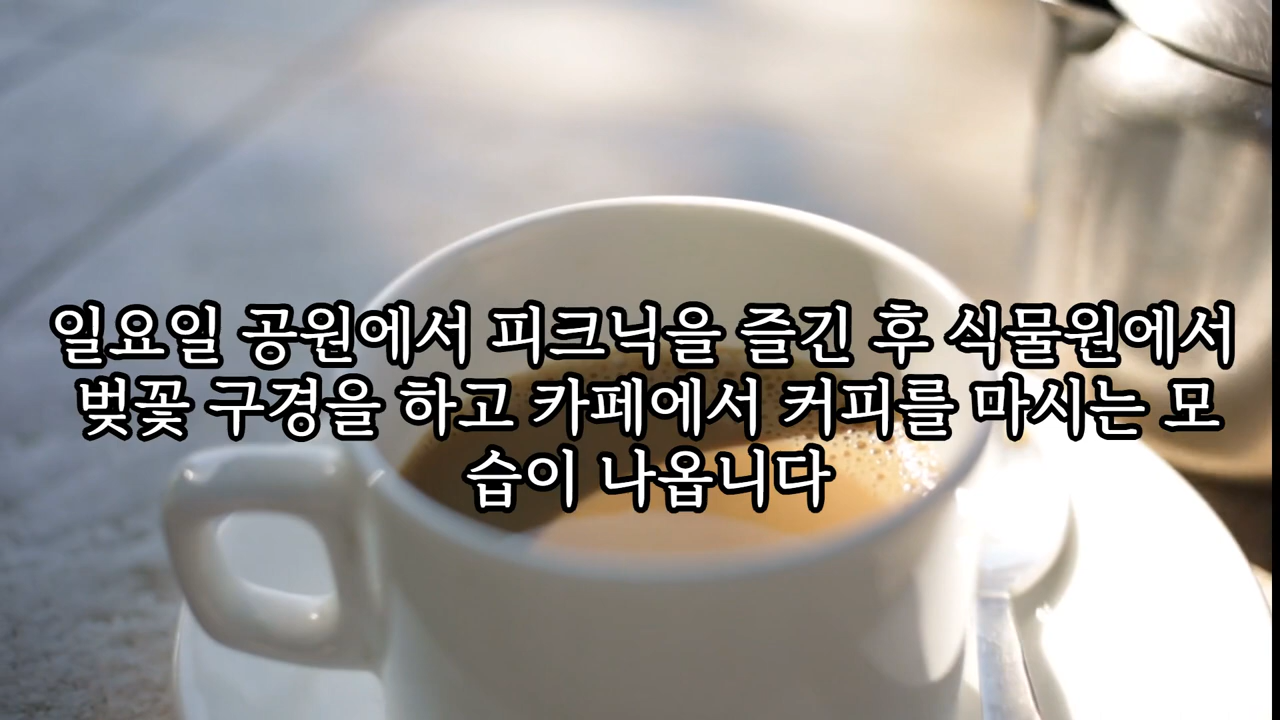 일요일 공원에서 피크닉을 즐긴 후 식물원에서
벚꽃 구경을 하고 카페에서 커피를 마시는 모
습이 나옵니다